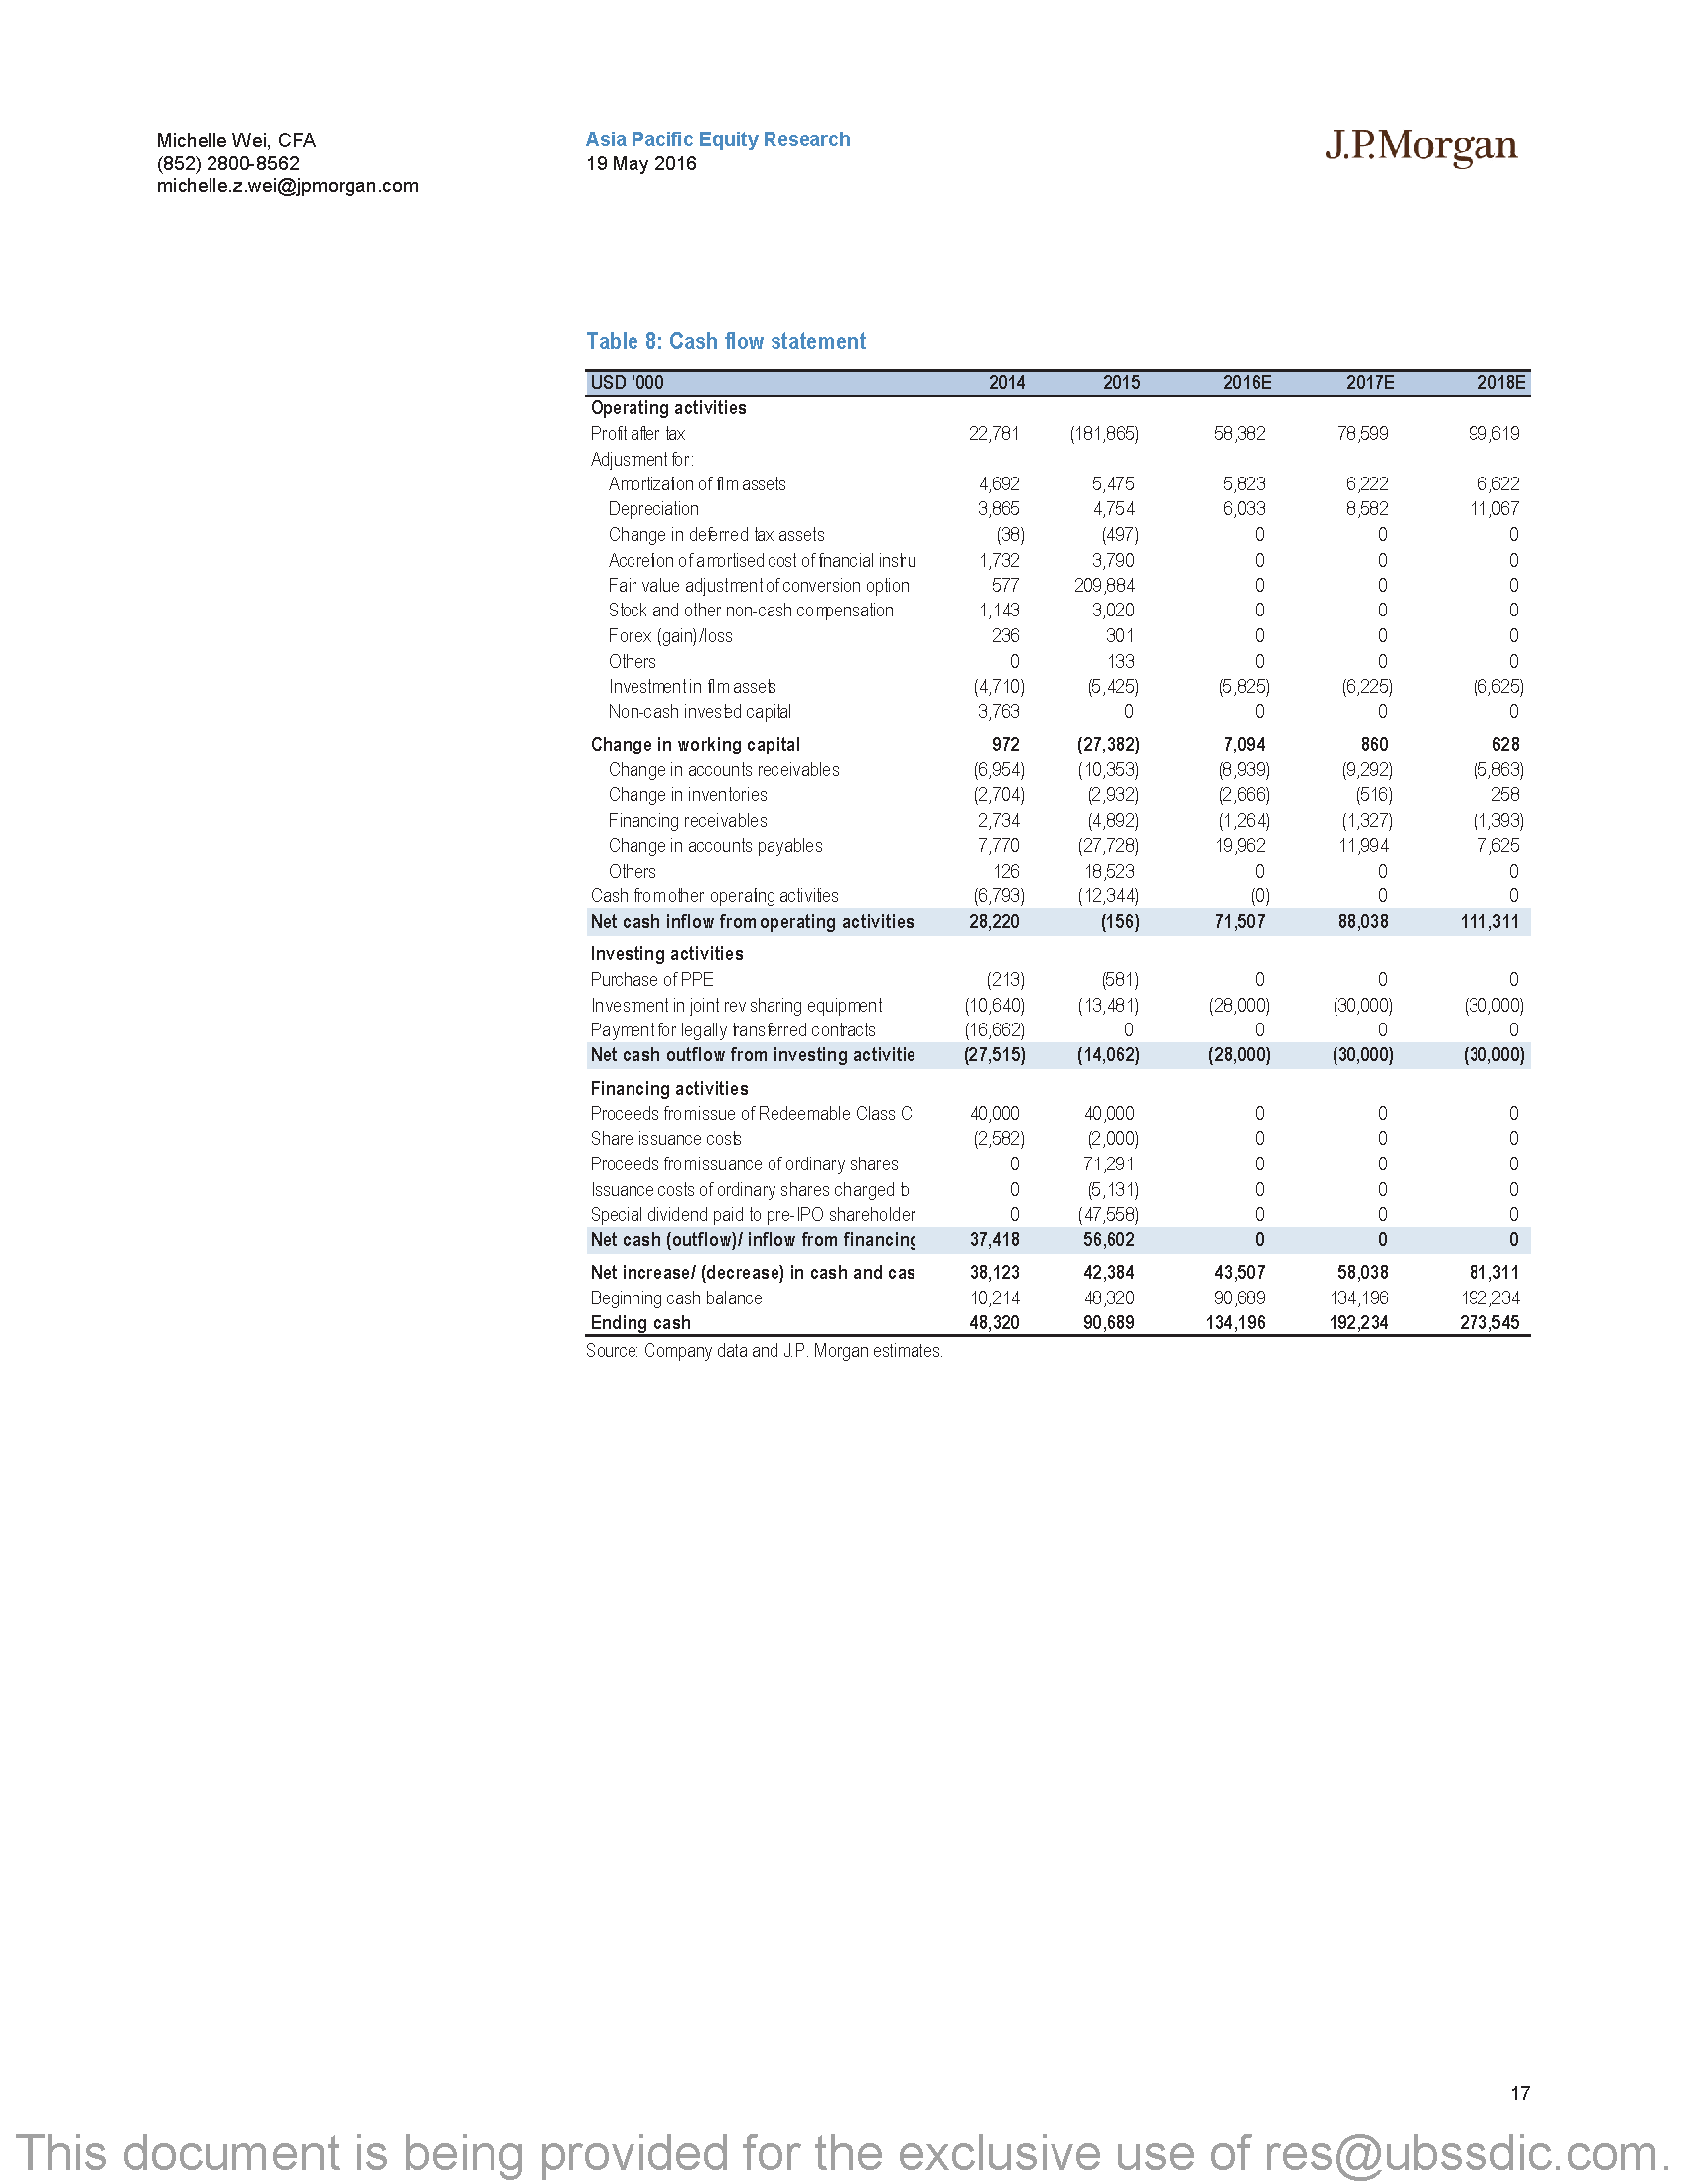 Michelle Wei, CFA
(852) 2800-8562
michelle.z.wei@jpmorgan.com
Asia Pacific Equity Research
19 May 2016
J.P.Morgan
Table 8: Cash flow statement
USD '000 2014 2015 2016E 2017E 2018E
Operating activities
Profit after tax 22,781 (181,865) 58,382 78,599 99,619
Adjustment for:
Amortization of film assets 4,692 5,475 5,823 6,222 6,622
Depreciation 3,865 4,754 6,033 8,582 11,067
Change in deferred tax assets (38) (497) 0 0 0
Accretion of amortised cost of financial instru 1,732 3,790 0 0 0
Fair value adjustment of conversion option 577 209,884 0 0 0
Stock and other non-cash compensation 1,143 3,020 0 0 0
Forex (gain)/loss 236 301 0 0 0
Others 0 133 0 0 0
Investment in film assets (4,710) (5,425) (5,825) (6,225) (6,625)
Non-cash invested capital 3,763 0 0 0 0
Change in working capital 972 (27,382) 7,094 860 628
Change in accounts receivables (6,954) (10,353) (8,939) (9,292) (5,863)
Change in inventories (2,704) (2,932) (2,666) (516) 258
Financing receivables 2,734 (4,892) (1,264) (1,327) (1,393)
Change in accounts payables 7,770 (27,728) 19,962 11,994 7,625
Others 126 18,523 0 0 0
Cash from other operating activities (6,793) (12,344) (0) 0 0
Net cash inflow from operating activities 28,220 (156) 71,507 88,038 111,311
Investing activities
Purchase of PPE (213) (581) 0 0 0
Investment in joint rev sharing equipment (10,640) (13,481) (28,000) (30,000) (30,000)
Payment for legally transferred contracts (16,662) 0 0 0 0
Net cash outflow from investing activitie (27,515) (14,062) (28,000) (30,000) (30,000)
Financing activities
Proceeds from issue of Redeemable Class C 40,000 40,000 0 0 0
Share issuance costs (2,582) (2,000) 0 0 0
Proceeds from issuance of ordinary shares 0 71,291 0 0 0
Issuance costs of ordinary shares charged to 0 (5,131) 0 0 0
Special dividend paid to pre-IPO shareholder 0 (47,558) 0 0 0
Net cash (outflow)/ inflow from financing 37,418 56,602 0 0 0
Net increase/ (decrease) in cash and cas 38,123 42,384 43,507 58,038 81,311
Beginning cash balance 10,214 48,320 90,689 134,196 192,234
Ending cash 48,320 90,689 134,196 192,234 273,545
Source: Company data and J.P. Morgan estimates.
17
This document is being provided for the exclusive use of res@ubssdic.com.